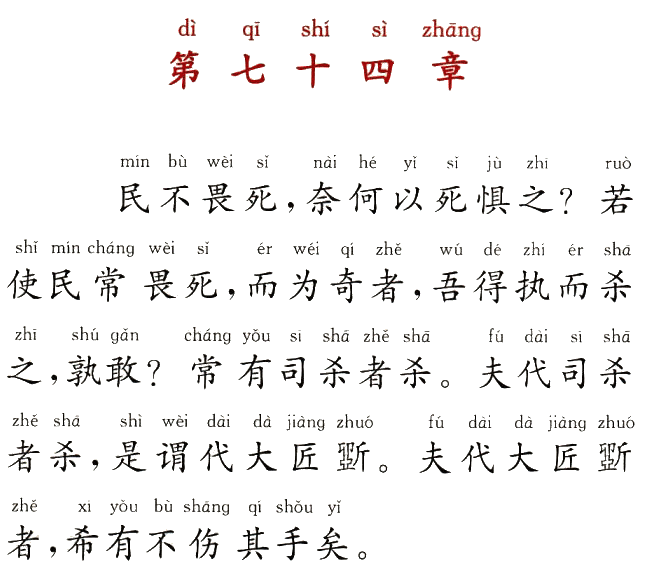 dì qī shí sì zhāng
第七十四章
mín bù wèi sǐ nài hé yǐ sǐ jù zhī ruò
民不畏死，奈何以死惧之？若
shǐ mín cháng wèi sǐ ér wéi qí zhě wú dé zhí ér shā
使民常畏死，而为奇者，吾得执而杀
zhī shú gǎn cháng yǒu sī shā zhě shā fú dài sī shā
之，孰敢？常有司杀者杀。夫代司杀
zhě shā shì wèi dài dà jiàng zhuó fú dài dà jiàng zhuó
者杀，是谓代大匠斲。夫代大匠斲
zhě xī yǒu bù shāng qí shǒu yǐ
者，希有不伤其手矣。